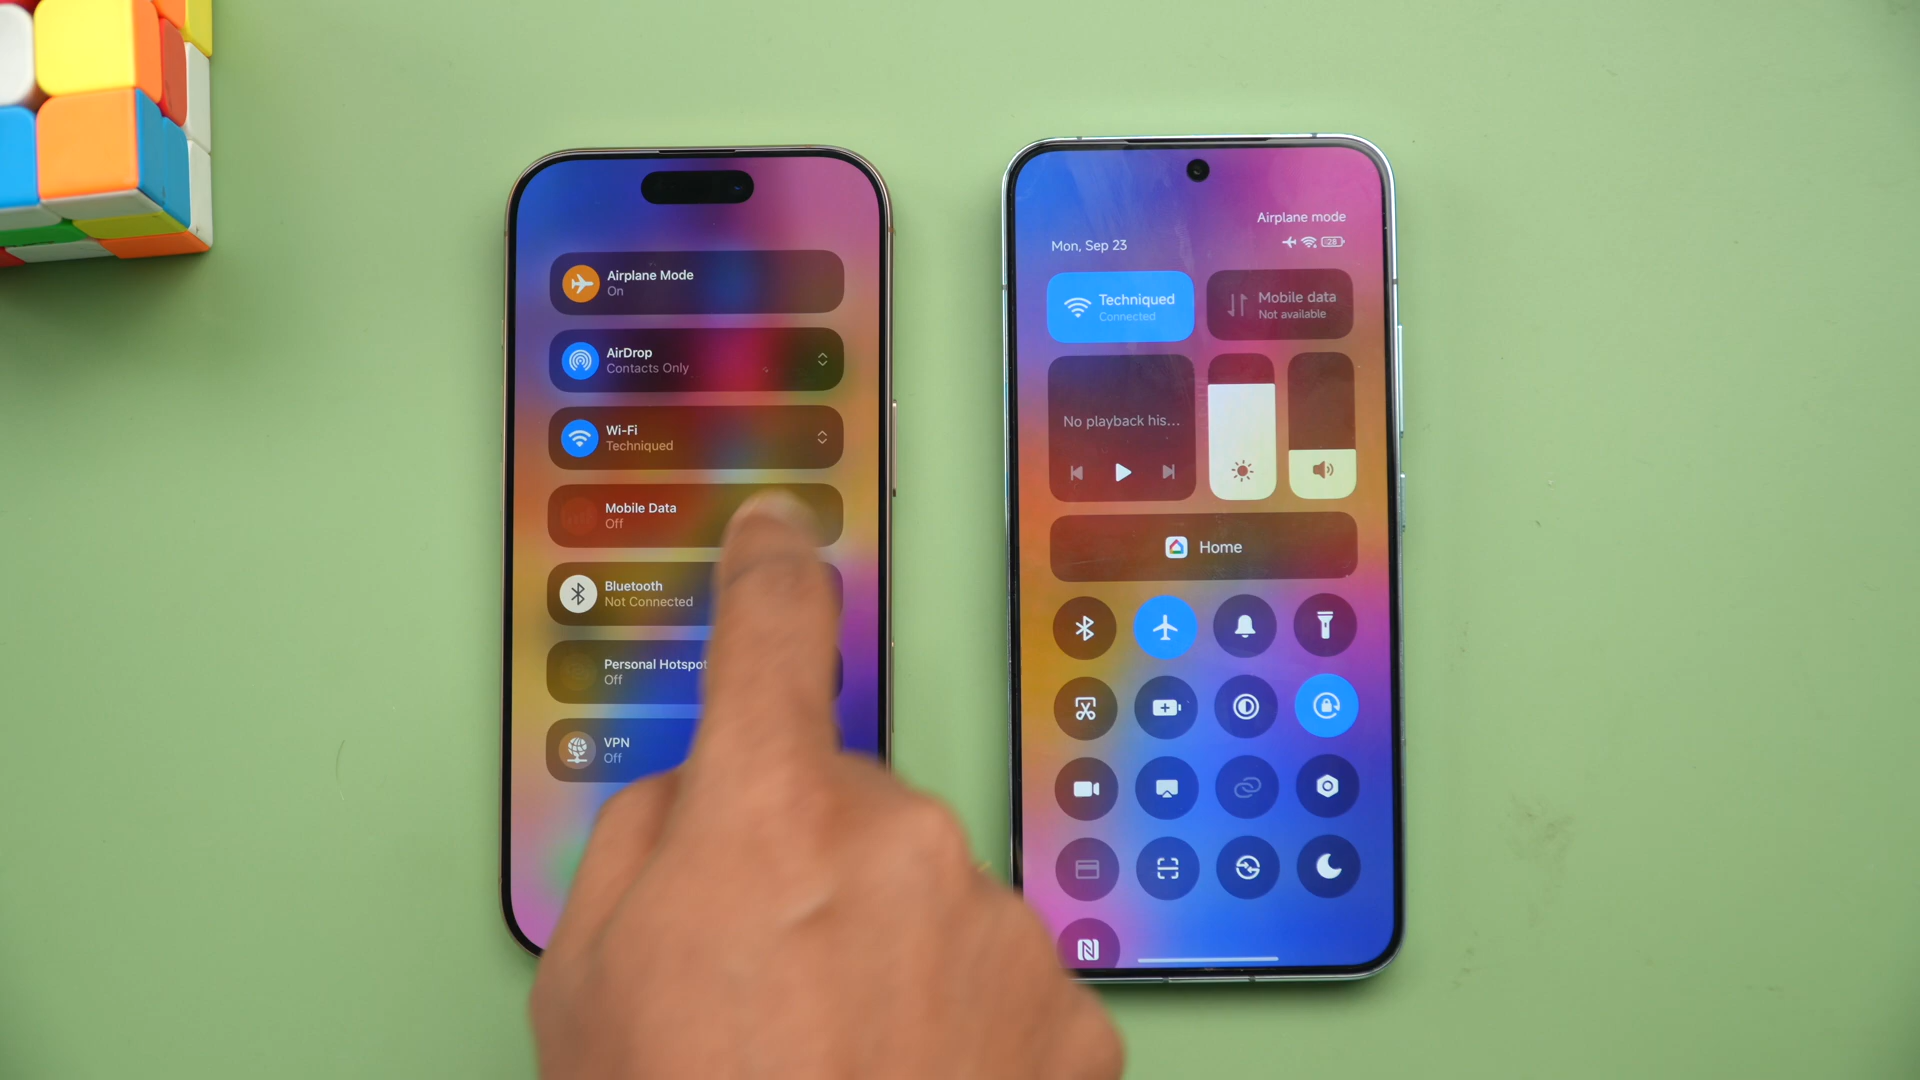 Airplane Mode
On
AirDrop
Contacts Only
Wi-Fi
Techniqued
Mobile Data
Off
Bluetooth
Not Connected
Personal Hotspot
Off
VPN
Off
Airplane mode
Mon, Sep 23
28
Techniqued
Connected
Mobile data
Not available
No playback his...
Home